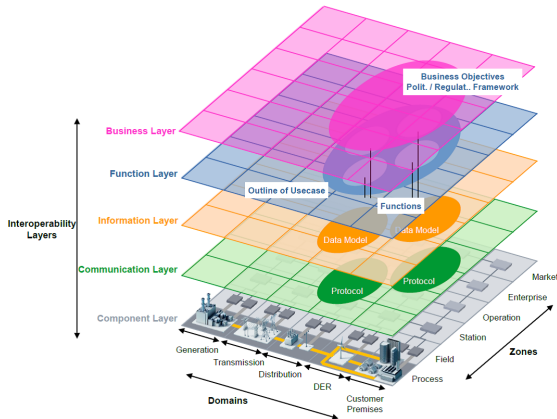 Business Objectives
Polit. / Regulat.. Framework
Business Layer
Function Layer
Outline of Usecase
Functions
Interoperability
Layers
Information Layer
Data Model
Data Model
Communication Layer
Protocol
Protocol
Component Layer
Market
Enterprise
Operation
Station
Field
Process
Zones
Generation
Transmission
Distribution
DER
Customer
Premises
Domains